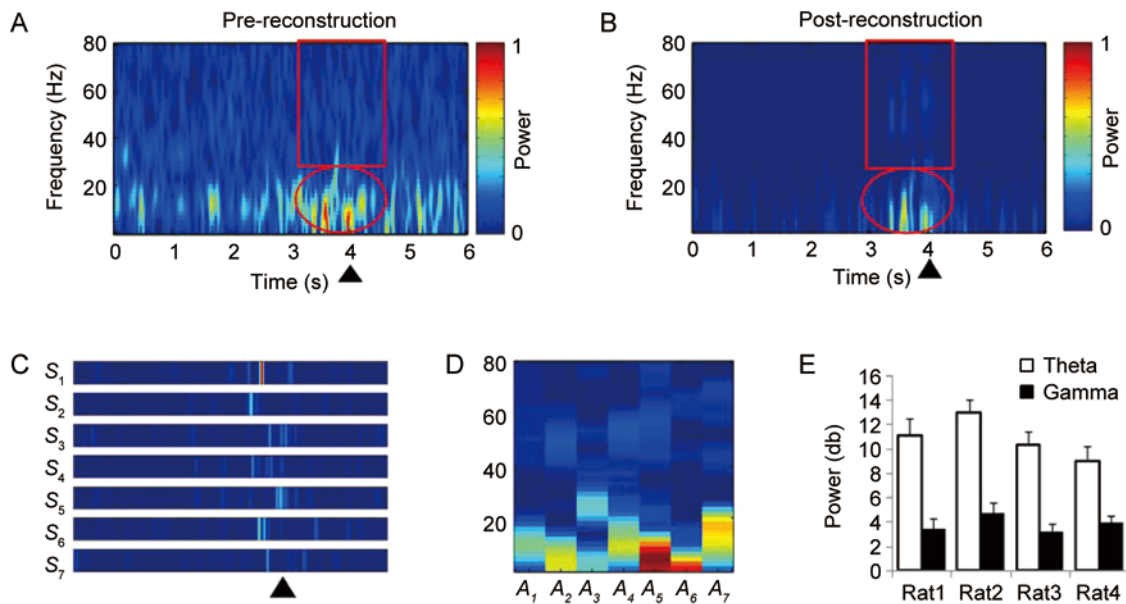 A
Pre-reconstruction
80
60
40
20
Frequency (Hz)
0 1 2 3 4 5 6
Time (s)
1
Power
0
B
Post-reconstruction
80
60
40
20
Frequency (Hz)
0 1 2 3 4 5 6
Time (s)
1
Power
0
C
S1
S2
S3
S4
S5
S6
S7
D
80
60
40
20
A1 A2 A3 A4 A5 A6 A7
E
Theta
Gamma
16
14
12
10
8
6
4
2
0
Power (db)
Rat1 Rat2 Rat3 Rat4